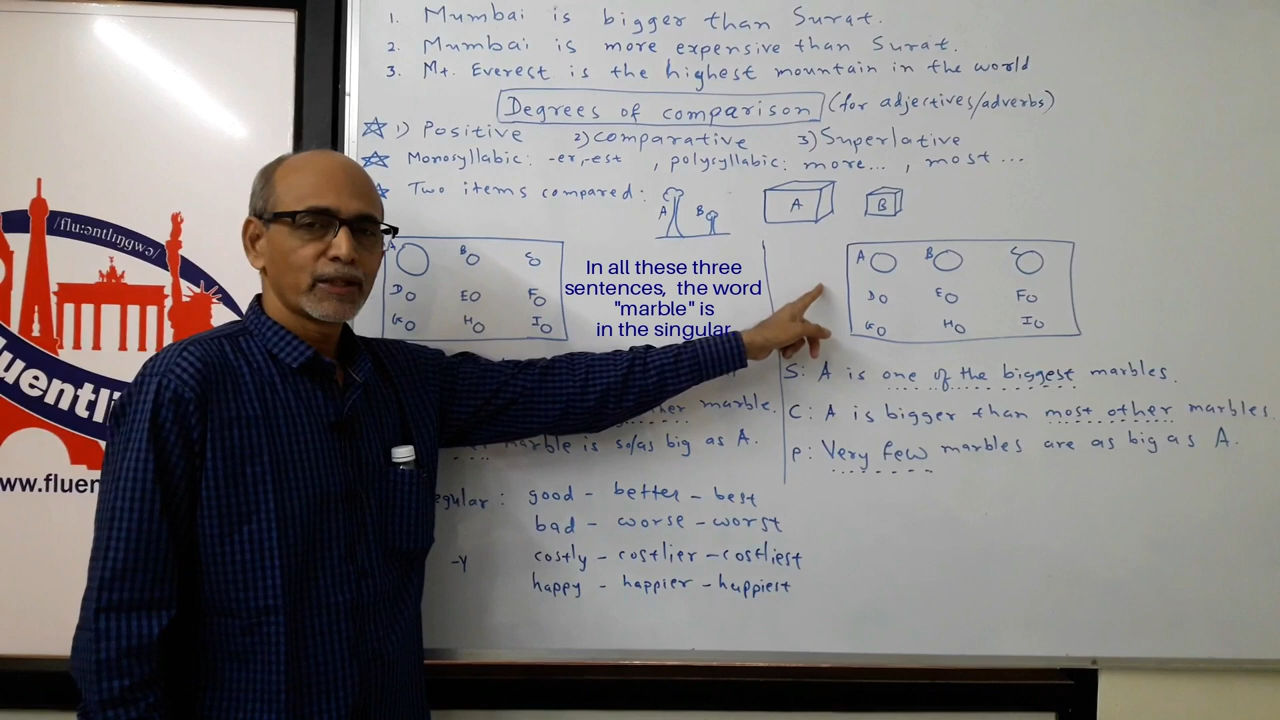 1. Mumbai is bigger than Surat.
2. Mumbai is more expensive than Surat.
3. Mt. Everest is the highest mountain in the world
Degrees of comparison (for adjectives/adverbs)
1) Positive 2) comparative 3) Superlative
Monosyllabic: -er, -est , polysyllabic: more... , most...
Two items compared: A B A B
A B C
D E F
G H I
In all these three
sentences, the word
"marble" is
in the singular
A B C
D E F
G H I
marble.
marble is so/as big as A.
S: A is one of the biggest marbles.
C: A is bigger than most other marbles.
P: Very few marbles are as big as A.
good - better - best
bad - worse - worst
-y costly - costlier - costliest
happy - happier - happiest
/fluːəntlɪŋgwə/
uentli
ww.fluen